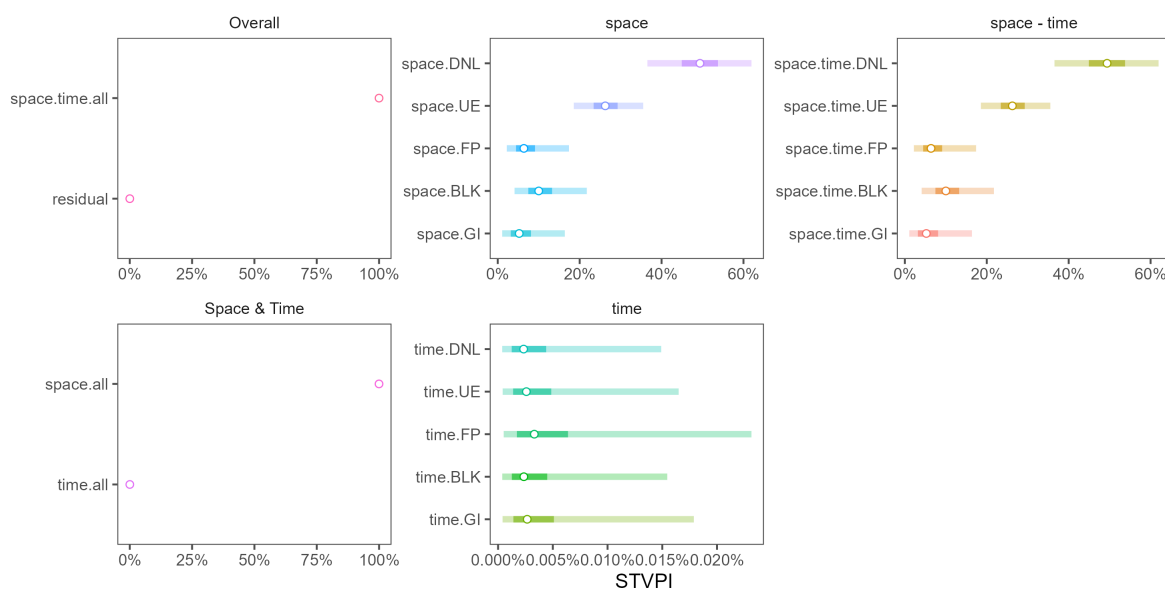 Overall
space.time.all
residual
0% 25% 50% 75% 100%
space
space.DNL
space.UE
space.FP
space.BLK
space.GI
0% 20% 40% 60%
space - time
space.time.DNL
space.time.UE
space.time.FP
space.time.BLK
space.time.GI
0% 20% 40% 60%
Space & Time
space.all
time.all
0% 25% 50% 75% 100%
time
time.DNL
time.UE
time.FP
time.BLK
time.GI
0.000% 0.005% 0.010% 0.015% 0.020%
STVPI